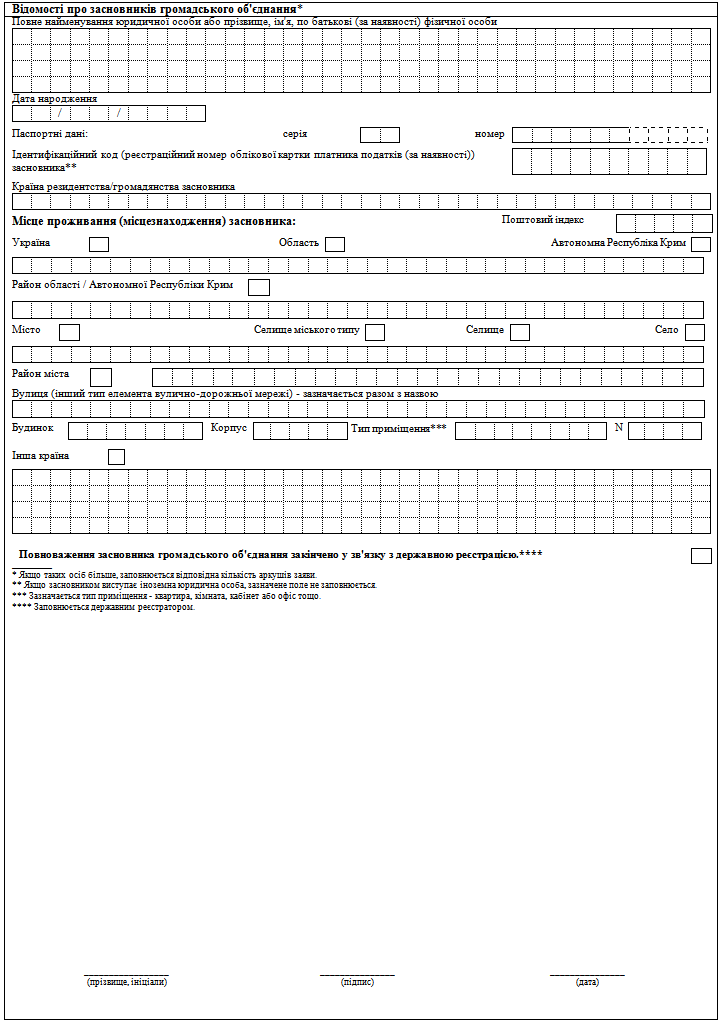 Відомості про засновників громадського об'єднання*
Повне найменування юридичної особи або прізвище, ім'я, по батькові (за наявності) фізичної особи
Дата народження
/ /
Паспортні дані: серія номер
Ідентифікаційний код (реєстраційний номер облікової картки платника податків (за наявності))
засновника**
Країна резидентства/громадянства засновника
Місце проживання (місцезнаходження) засновника: Поштовий індекс
Україна Область Автономна Республіка Крим
Район області / Автономної Республіки Крим
Місто Селище міського типу Селище Село
Район міста
Вулиця (інший тип елемента вулично-дорожньої мережі) - зазначається разом з назвою
Будинок Корпус Тип приміщення*** N
Інша країна
Повноваження засновника громадського об'єднання закінчено у зв'язку з державною реєстрацією.****
* Якщо таких осіб більше, заповнюється відповідна кількість аркушів заяви.
** Якщо засновником виступає іноземна юридична особа, зазначене поле не заповнюється.
*** Зазначається тип приміщення - квартира, кімната, кабінет або офіс тощо.
**** Заповнюється державним реєстратором.
(прізвище, ініціали) (підпис) (дата)